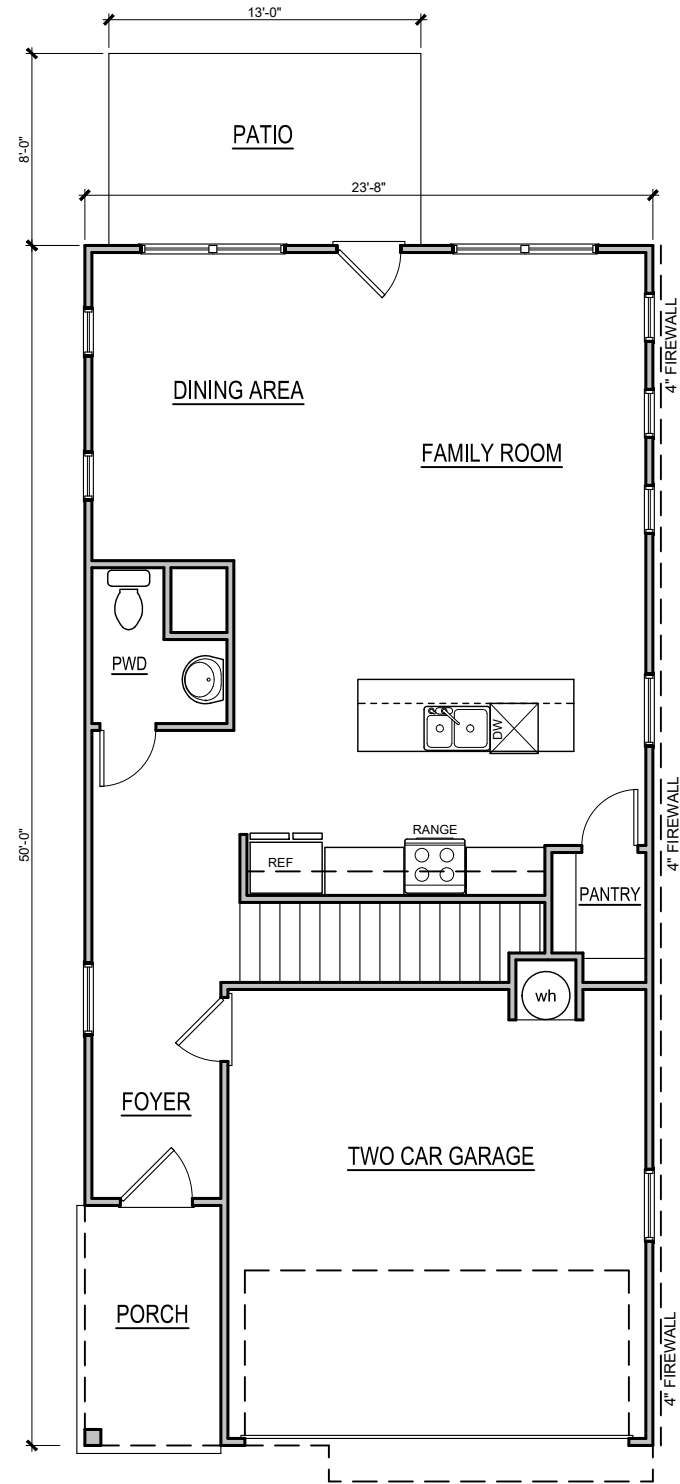 13'-0"
PATIO
8'-0"
23'-8"
4" FIREWALL
DINING AREA
FAMILY ROOM
PWD
DW
4" FIREWALL
RANGE
REF
50'-0"
PANTRY
wh
FOYER
TWO CAR GARAGE
PORCH
4" FIREWALL